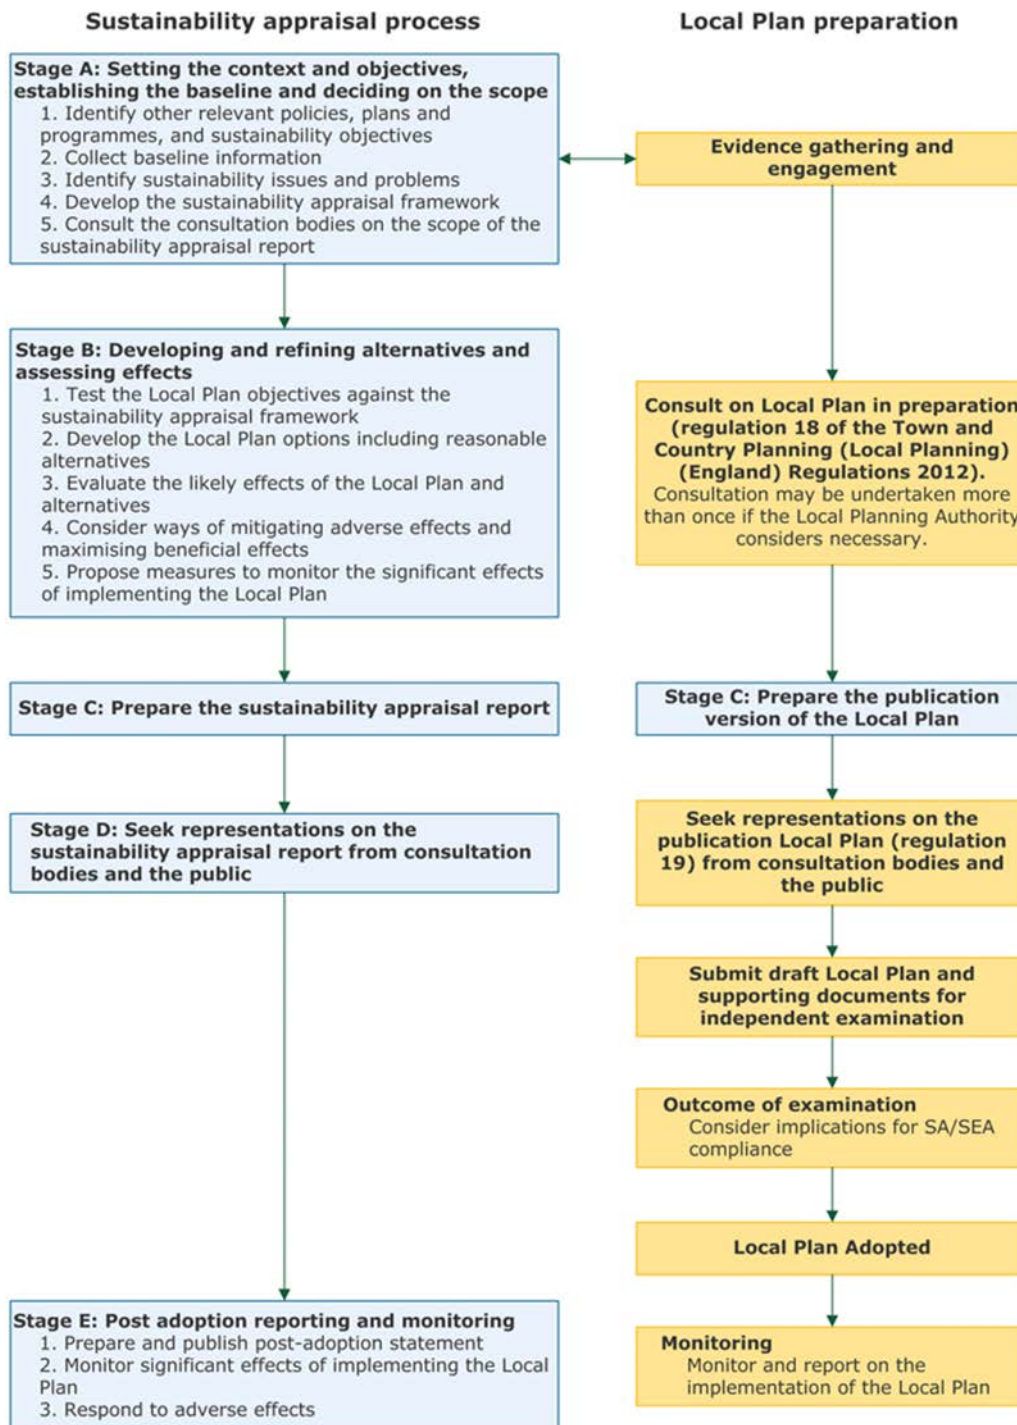 Sustainability appraisal process
Local Plan preparation
Stage A: Setting the context and objectives,
establishing the baseline and deciding on the scope
1. Identify other relevant policies, plans and
programmes, and sustainability objectives
2. Collect baseline information
3. Identify sustainability issues and problems
4. Develop the sustainability appraisal framework
5. Consult the consultation bodies on the scope of the
sustainability appraisal report
Evidence gathering and
engagement
Stage B: Developing and refining alternatives and
assessing effects
1. Test the Local Plan objectives against the
sustainability appraisal framework
2. Develop the Local Plan options including reasonable
alternatives
3. Evaluate the likely effects of the Local Plan and
alternatives
4. Consider ways of mitigating adverse effects and
maximising beneficial effects
5. Propose measures to monitor the significant effects
of implementing the Local Plan
Consult on Local Plan in preparation
(regulation 18 of the Town and
Country Planning (Local Planning)
(England) Regulations 2012).
Consultation may be undertaken more
than once if the Local Planning Authority
considers necessary.
Stage C: Prepare the sustainability appraisal report
Stage C: Prepare the publication
version of the Local Plan
Stage D: Seek representations on the
sustainability appraisal report from consultation
bodies and the public
Seek representations on the
publication Local Plan (regulation
19) from consultation bodies and
the public
Submit draft Local Plan and
supporting documents for
independent examination
Outcome of examination
Consider implications for SA/SEA
compliance
Local Plan Adopted
Stage E: Post adoption reporting and monitoring
1. Prepare and publish post-adoption statement
2. Monitor significant effects of implementing the Local
Plan
3. Respond to adverse effects
Monitoring
Monitor and report on the
implementation of the Local Plan